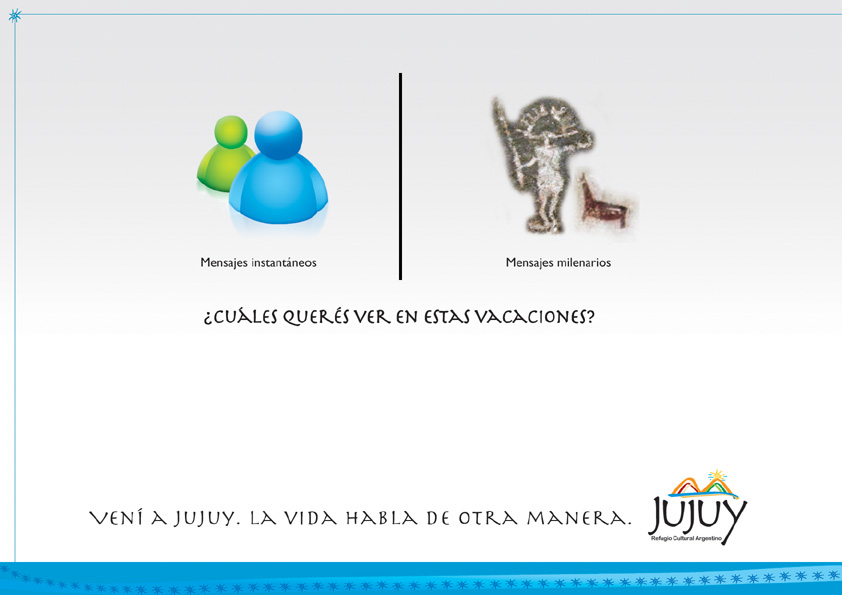 Mensajes instantáneos
Mensajes milenarios
¿CUÁLES QUERÉS VER EN ESTAS VACACIONES?
VENÍ A JUJUY. LA VIDA HABLA DE OTRA MANERA.
JUJUY
Refugio Cultural Argentino